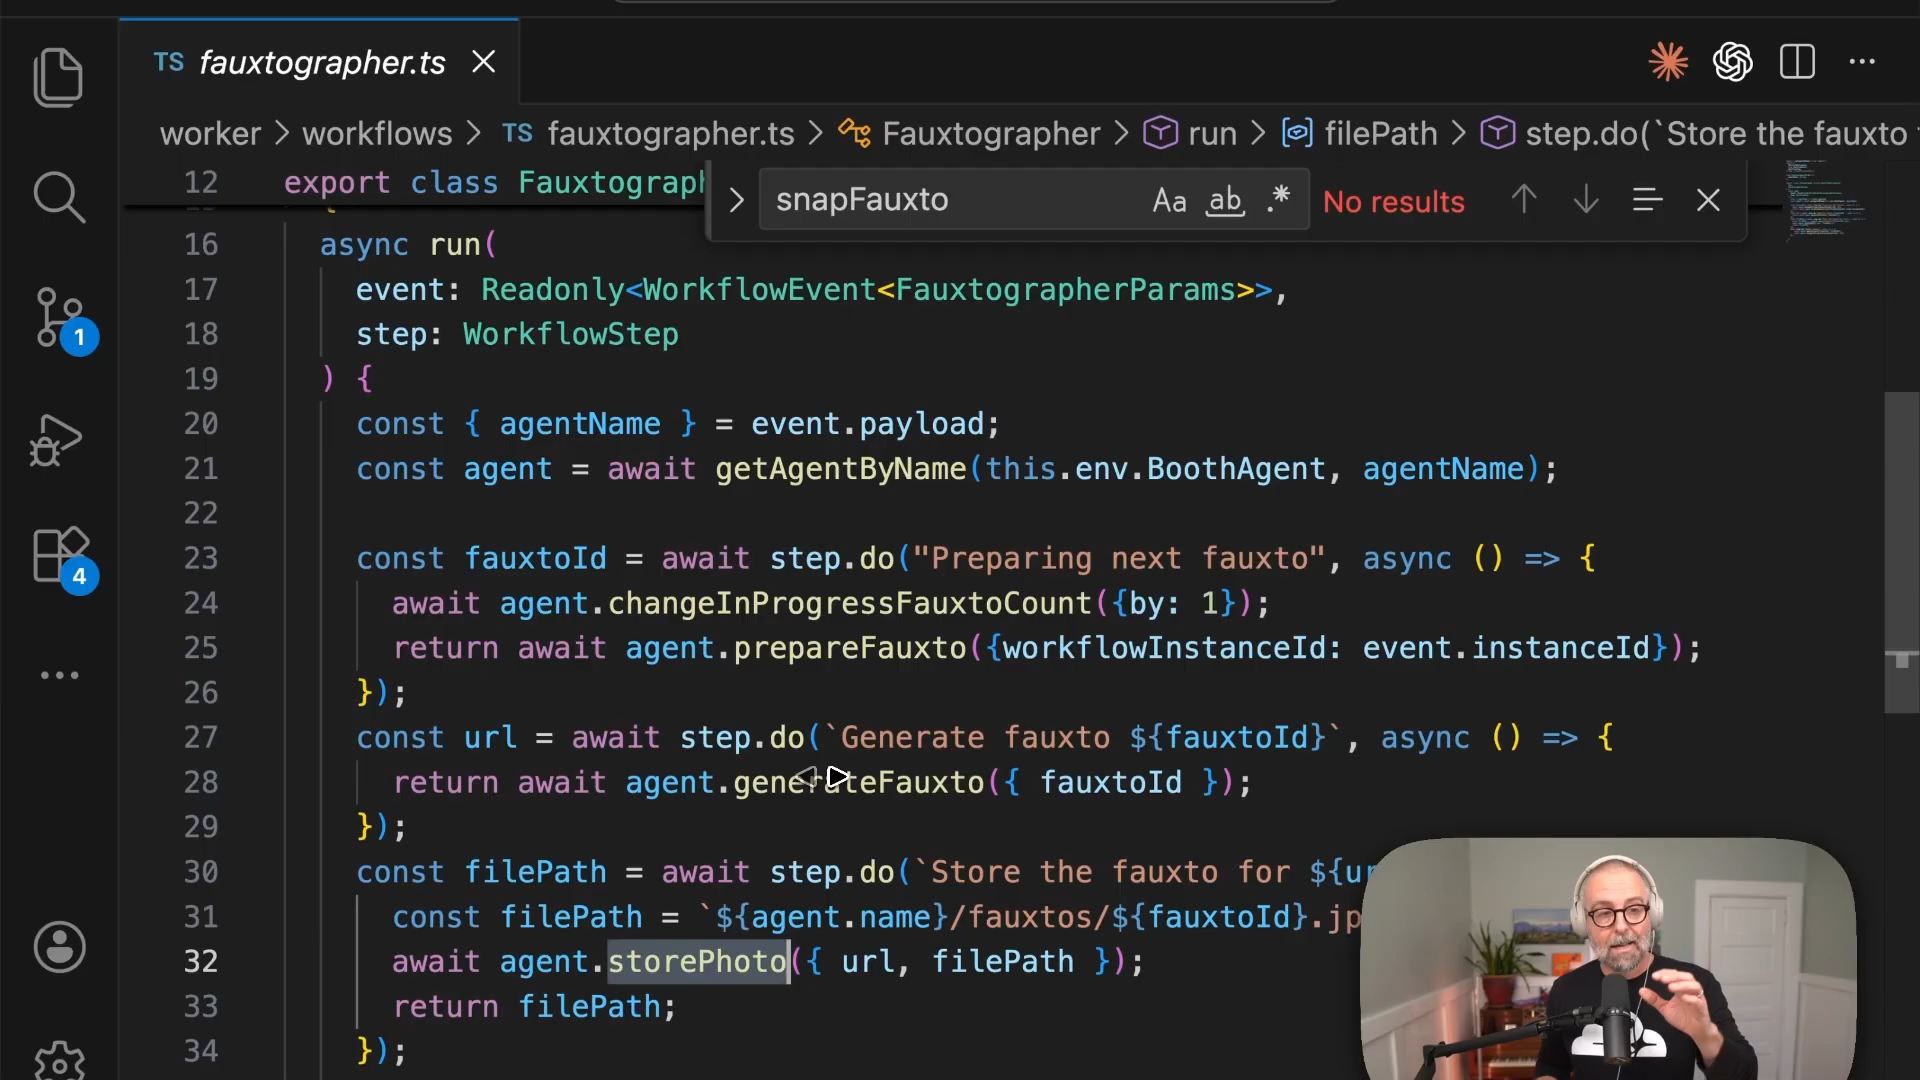 TS fauxtographer.ts
worker > workflows > TS fauxtographer.ts > Fauxtographer > run > filePath > step.do(`Store the fauxto
snapFauxto Aa ab .* No results
12 export class Fauxtograph
16 async run(
17 event: Readonly<WorkflowEvent<FauxtographerParams>>,
18 step: WorkflowStep
19 ) {
20 const { agentName } = event.payload;
21 const agent = await getAgentByName(this.env.BoothAgent, agentName);
22
23 const fauxtoId = await step.do("Preparing next fauxto", async () => {
24 await agent.changeInProgressFauxtoCount({by: 1});
25 return await agent.prepareFauxto({workflowInstanceId: event.instanceId});
26 });
27 const url = await step.do(`Generate fauxto ${fauxtoId}`, async () => {
28 return await agent.generateFauxto({ fauxtoId });
29 });
30 const filePath = await step.do(`Store the fauxto for ${ur
31 const filePath = `${agent.name}/fauxtos/${fauxtoId}.jp
32 await agent.storePhoto({ url, filePath });
33 return filePath;
34 });
1
4